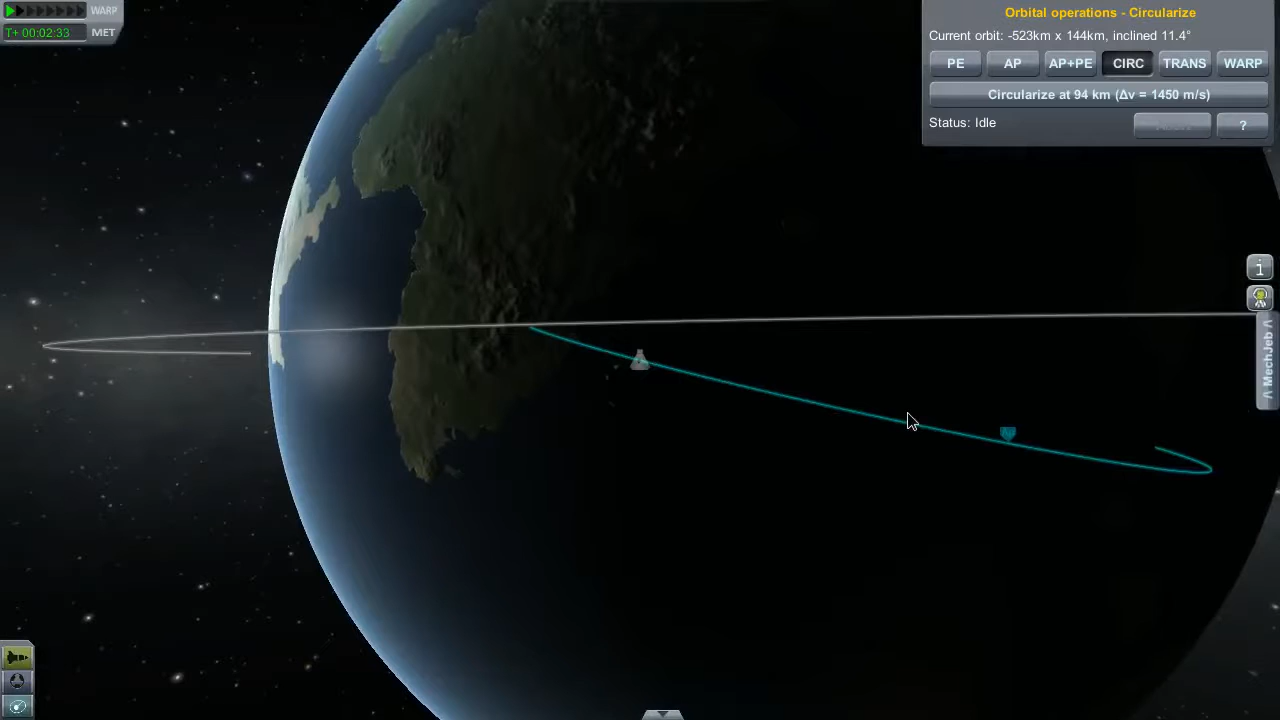 WARP
T+ 00:02:33 MET
Orbital operations - Circularize
Current orbit: -523km x 144km, inclined 11.4°
PE AP AP+PE CIRC TRANS WARP
Circularize at 94 km (Δv = 1450 m/s)
Status: Idle
?
i
Λ MechJeb Λ